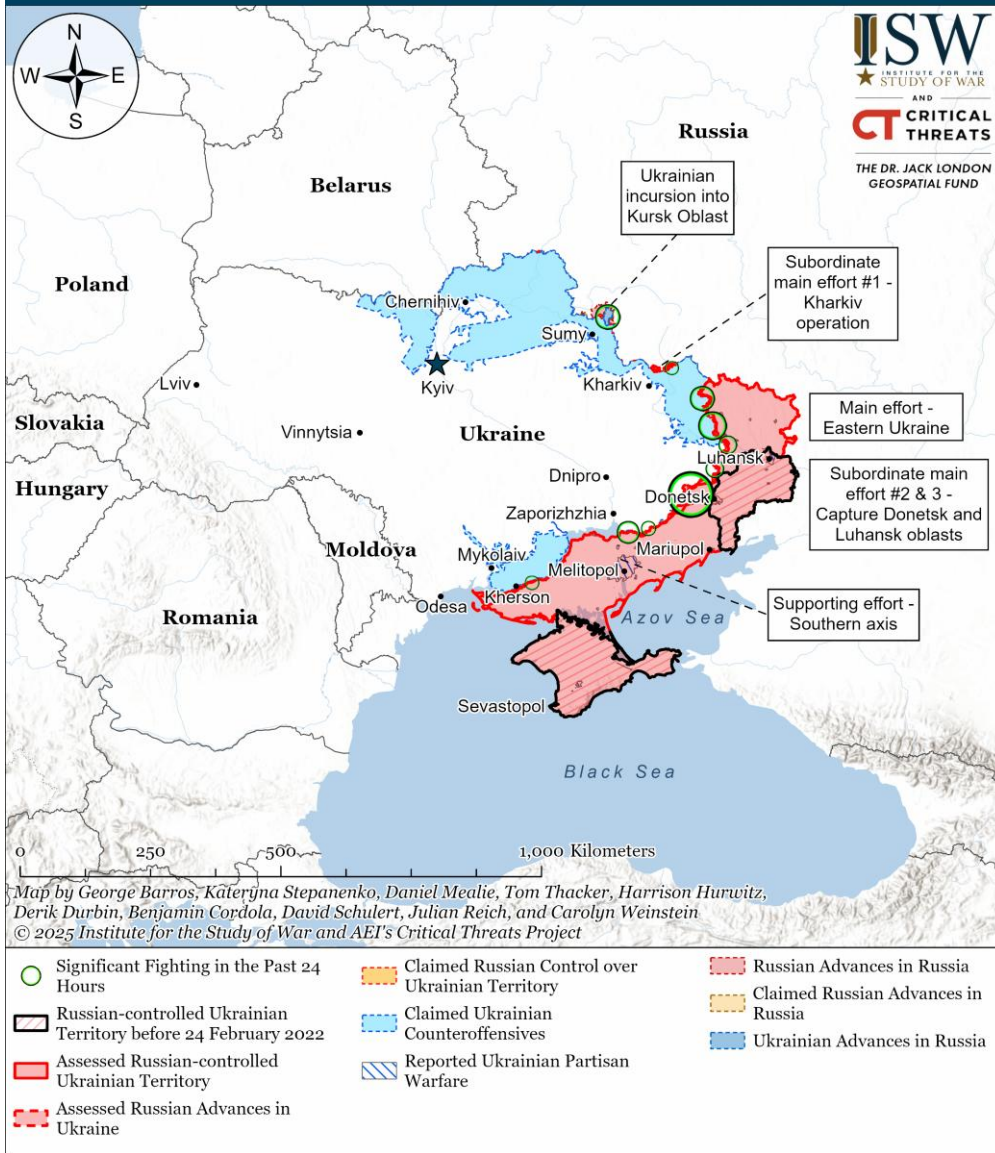 N
W
E
S
ISW
INSTITUTE FOR THE
STUDY OF WAR
AND
CT CRITICAL
THREATS
THE DR. JACK LONDON
GEOSPATIAL FUND
Russia
Belarus
Poland
Ukrainian
incursion into
Kursk Oblast
Subordinate
main effort #1 -
Kharkiv
operation
Chernihiv
Sumy
Kyiv
Kharkiv
Lviv
Slovakia
Vinnytsia
Ukraine
Main effort -
Eastern Ukraine
Luhansk
Hungary
Dnipro
Donetsk
Subordinate main
effort #2 & 3 -
Capture Donetsk and
Luhansk oblasts
Zaporizhzhia
Moldova
Mykolaiv
Mariupol
Melitopol
Kherson
Odesa
Romania
Azov Sea
Supporting effort -
Southern axis
Sevastopol
Black Sea
0
250
500
1,000 Kilometers
Map by George Barros, Kateryna Stepanenko, Daniel Mealie, Tom Thacker, Harrison Hurwitz,
Derik Durbin, Benjamin Cordola, David Schulert, Julian Reich, and Carolyn Weinstein
© 2025 Institute for the Study of War and AEI's Critical Threats Project
Significant Fighting in the Past 24
Hours
Russian-controlled Ukrainian
Territory before 24 February 2022
Assessed Russian-controlled
Ukrainian Territory
Assessed Russian Advances in
Ukraine
Claimed Russian Control over
Ukrainian Territory
Claimed Ukrainian
Counteroffensives
Reported Ukrainian Partisan
Warfare
Russian Advances in Russia
Claimed Russian Advances in
Russia
Ukrainian Advances in Russia